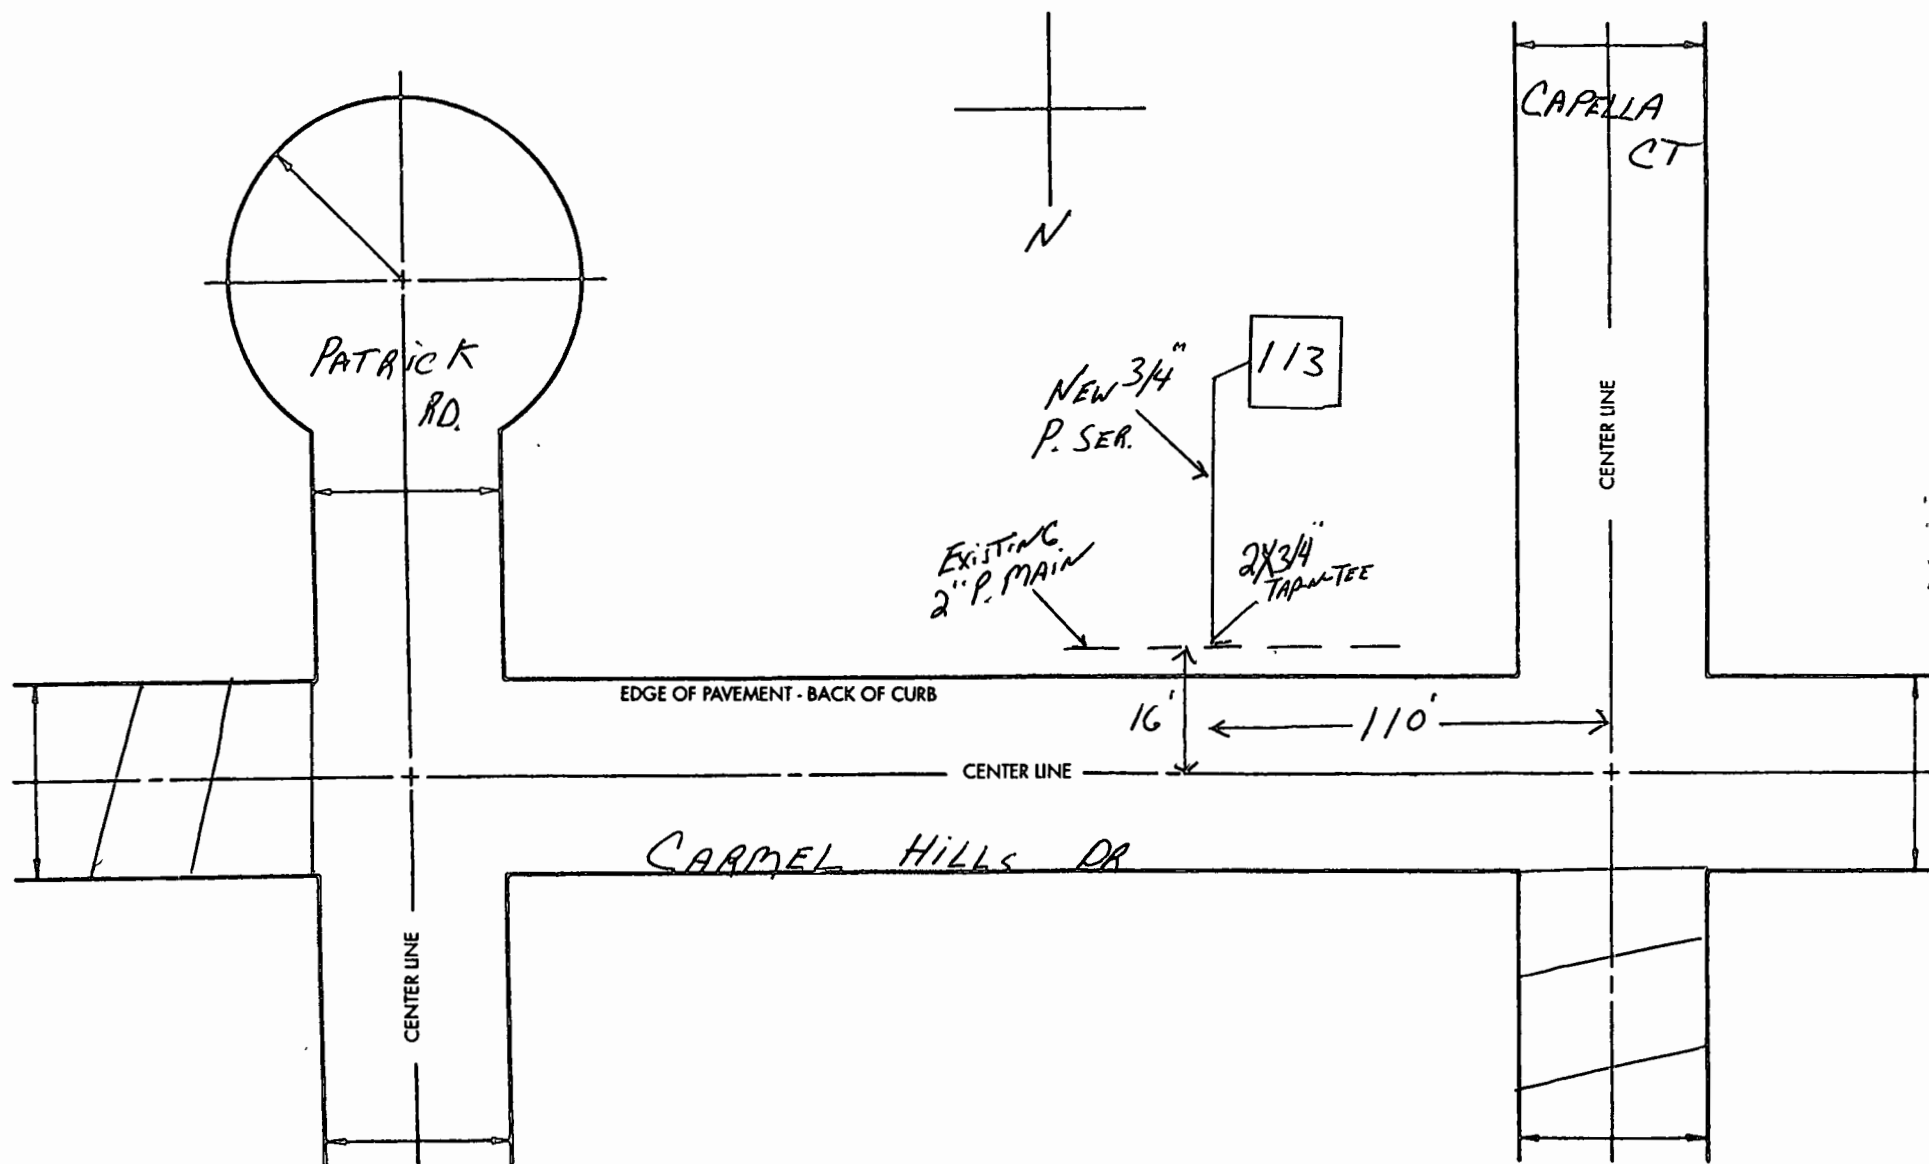 CAPELLA
CT
N
PATRICK
RD.
113
NEW 3/4"
P. SER.
EXISTING
2" P. MAIN
2X3/4"
TAP-N-TEE
CENTER LINE
EDGE OF PAVEMENT - BACK OF CURB
16'
110'
CENTER LINE
CARMEL HILLS DR
CENTER LINE